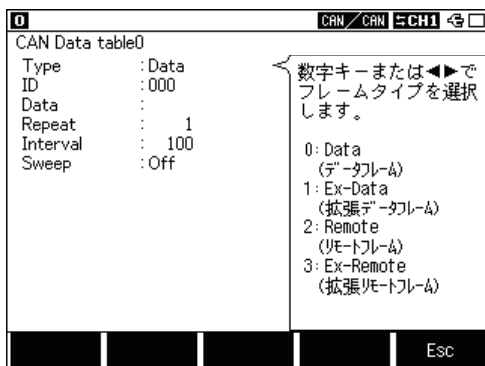 0 CAN/CAN ⇆CH1
CAN Data table0
Type :Data
ID :000
Data :
Repeat : 1
Interval : 100
Sweep :Off
数字キーまたは◀▶で
フレームタイプを選択
します。
0: Data
(ﾃﾞｰﾀﾌﾚｰﾑ)
1: Ex-Data
(拡張ﾃﾞｰﾀﾌﾚｰﾑ)
2: Remote
(ﾘﾓｰﾄﾌﾚｰﾑ)
3: Ex-Remote
(拡張ﾘﾓｰﾄﾌﾚｰﾑ)
Esc